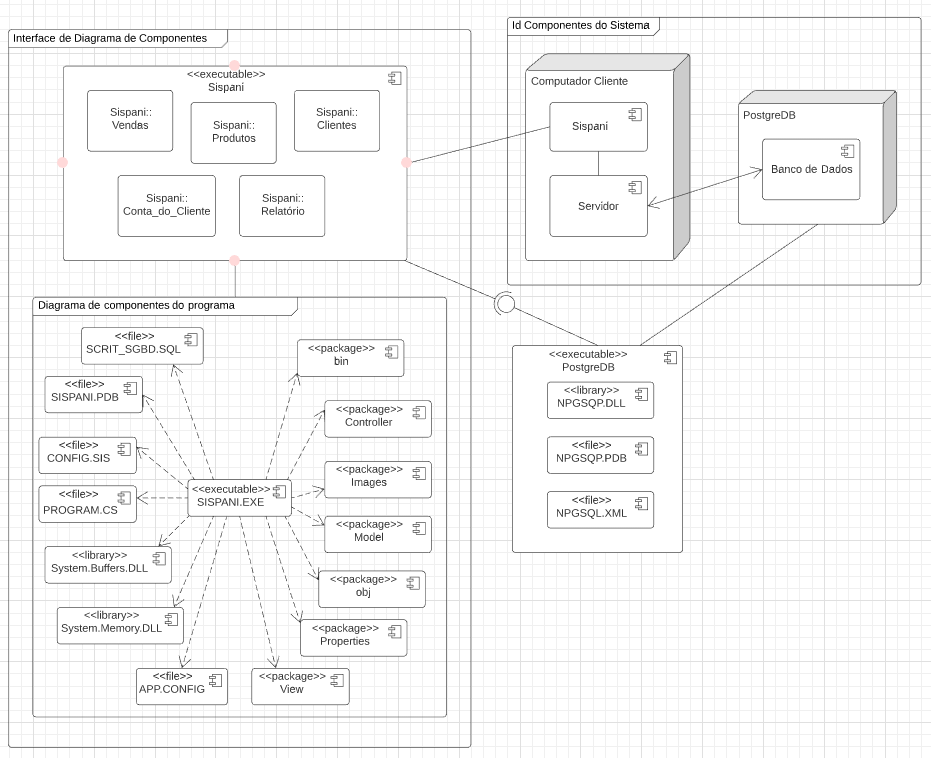 Interface de Diagrama de Componentes
<<executable>>
Sispani
Sispani::
Vendas
Sispani::
Produtos
Sispani::
Clientes
Sispani::
Conta_do_Cliente
Sispani::
Relatório
Id Componentes do Sistema
Computador Cliente
Sispani
Servidor
PostgreDB
Banco de Dados
Diagrama de componentes do programa
<<file>>
SCRIT_SGBD.SQL
<<file>>
SISPANI.PDB
<<file>>
CONFIG.SIS
<<file>>
PROGRAM.CS
<<library>>
System.Buffers.DLL
<<library>>
System.Memory.DLL
<<file>>
APP.CONFIG
<<executable>>
SISPANI.EXE
<<package>>
bin
<<package>>
Controller
<<package>>
Images
<<package>>
Model
<<package>>
obj
<<package>>
Properties
<<package>>
View
<<executable>>
PostgreDB
<<library>>
NPGSQP.DLL
<<file>>
NPGSQP.PDB
<<file>>
NPGSQL.XML